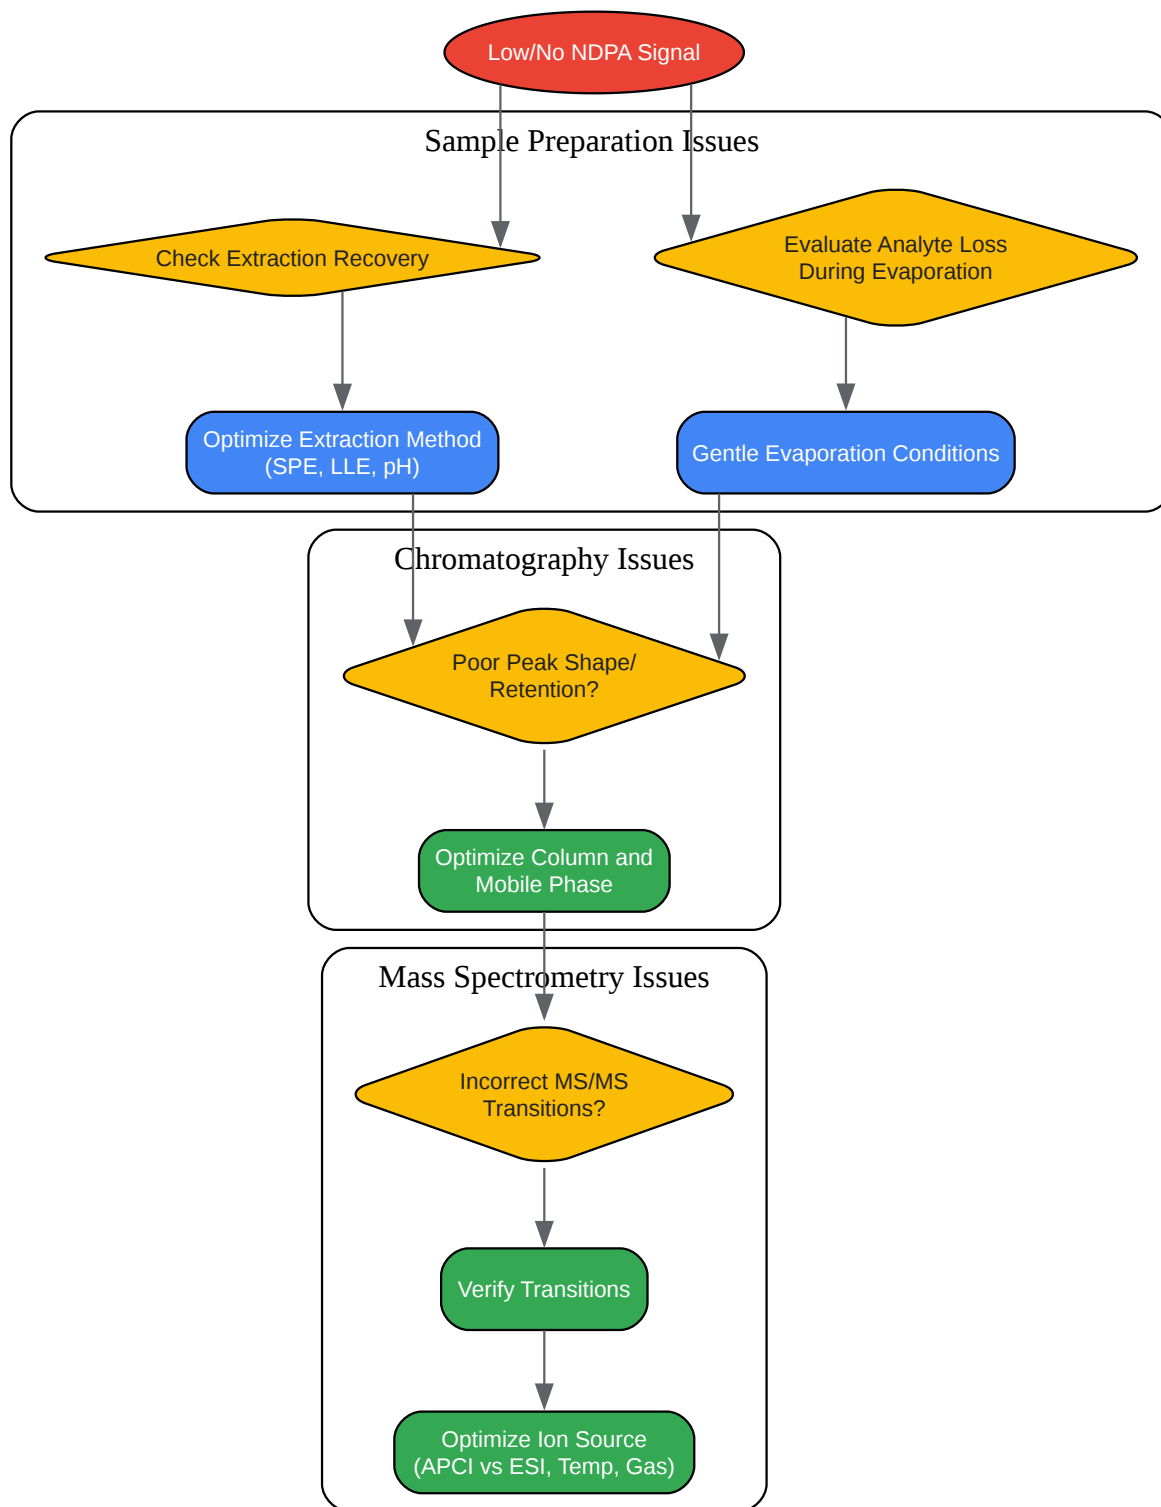 Low/No NDPA Signal
Sample Preparation Issues
Check Extraction Recovery
Evaluate Analyte Loss
During Evaporation
Optimize Extraction Method
(SPE, LLE, pH)
Gentle Evaporation Conditions
Chromatography Issues
Poor Peak Shape/
Retention?
Optimize Column and
Mobile Phase
Mass Spectrometry Issues
Incorrect MS/MS
Transitions?
Verify Transitions
Optimize Ion Source
(APCI vs ESI, Temp, Gas)